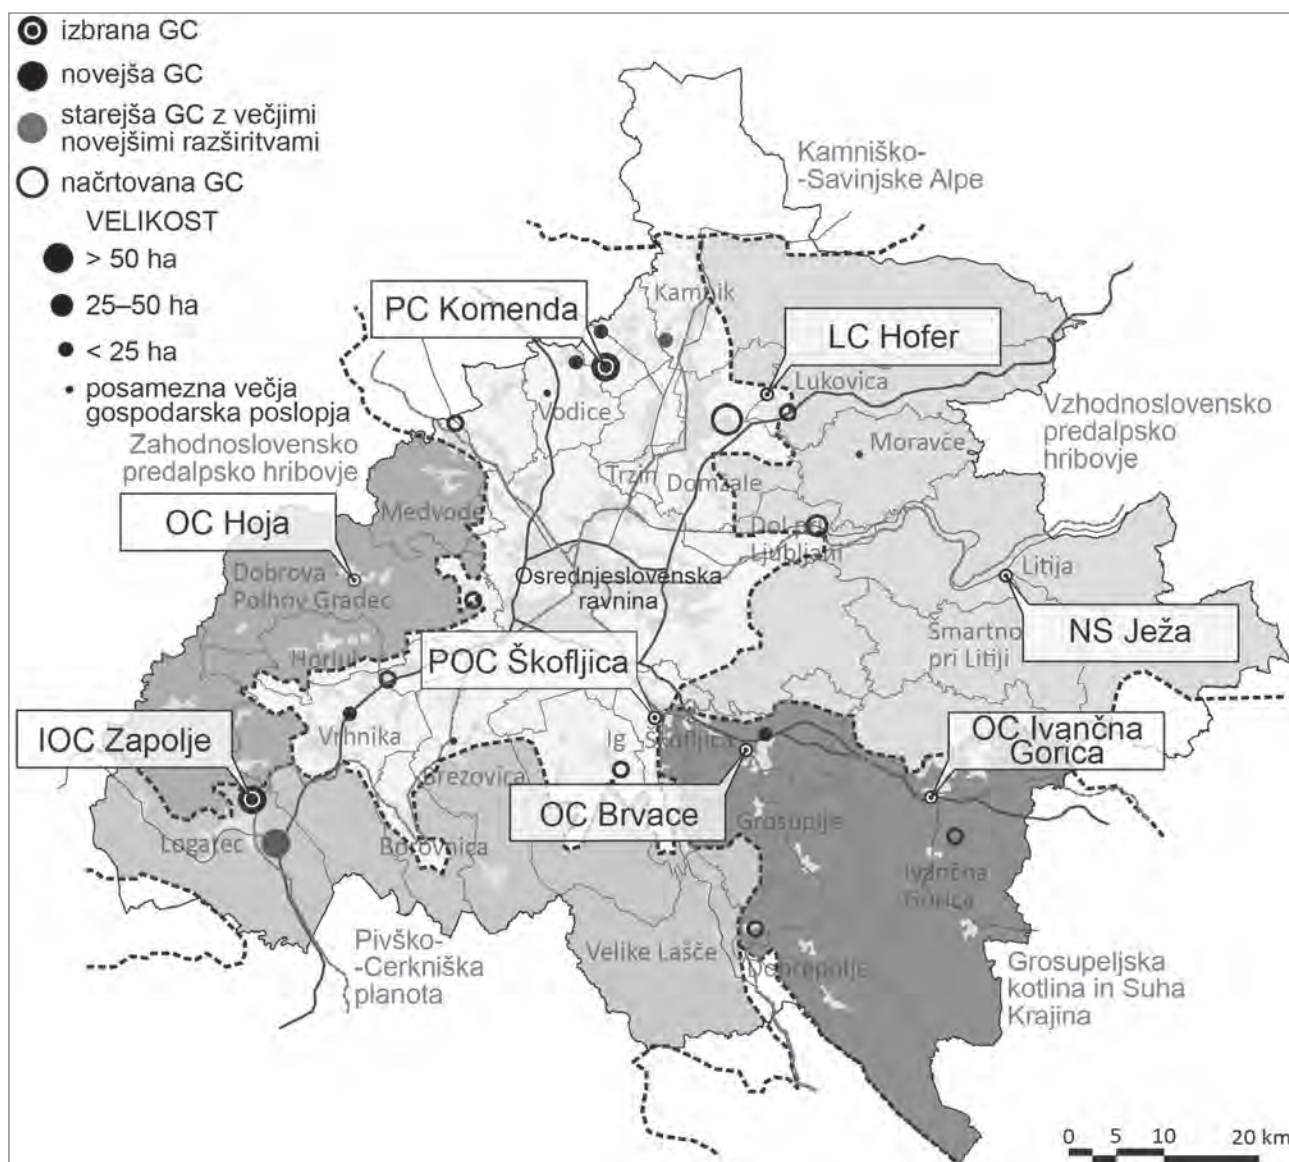 izbrana GC
novejša GC
starejša GC z večjimi
novejšimi razširitvami
načrtovana GC
VELIKOST
> 50 ha
25–50 ha
< 25 ha
posamezna večja
gospodarska poslopja
Kamniško-
-Savinjske Alpe
Kamnik
PC Komenda
LC Hofer
Lukovica
Vodice
Vzhodnoslovensko
predalpsko
hribovje
Zahodnoslovensko
predalpsko hribovje
Moravče
Trzin
Domžale
Medvode
OC Hoja
Dol pri
Ljubljani
Litija
Dobrova -
Polhov Gradec
Osrednjeslovenska
ravnina
NS Ježa
Šmartno
pri Litiji
Horjul
POC Škofljica
IOC Zapolje
Vrhnika
Ig
Škofljica
OC Ivančna
Gorica
Brezovica
OC Brvace
Grosuplje
Logatec
Borovnica
Ivančna
Gorica
Pivško-
-Cerkniška
planota
Velike Lašče
Dobrepolje
Grosupeljska
kotlina in Suha
Krajina
0 5 10 20 km